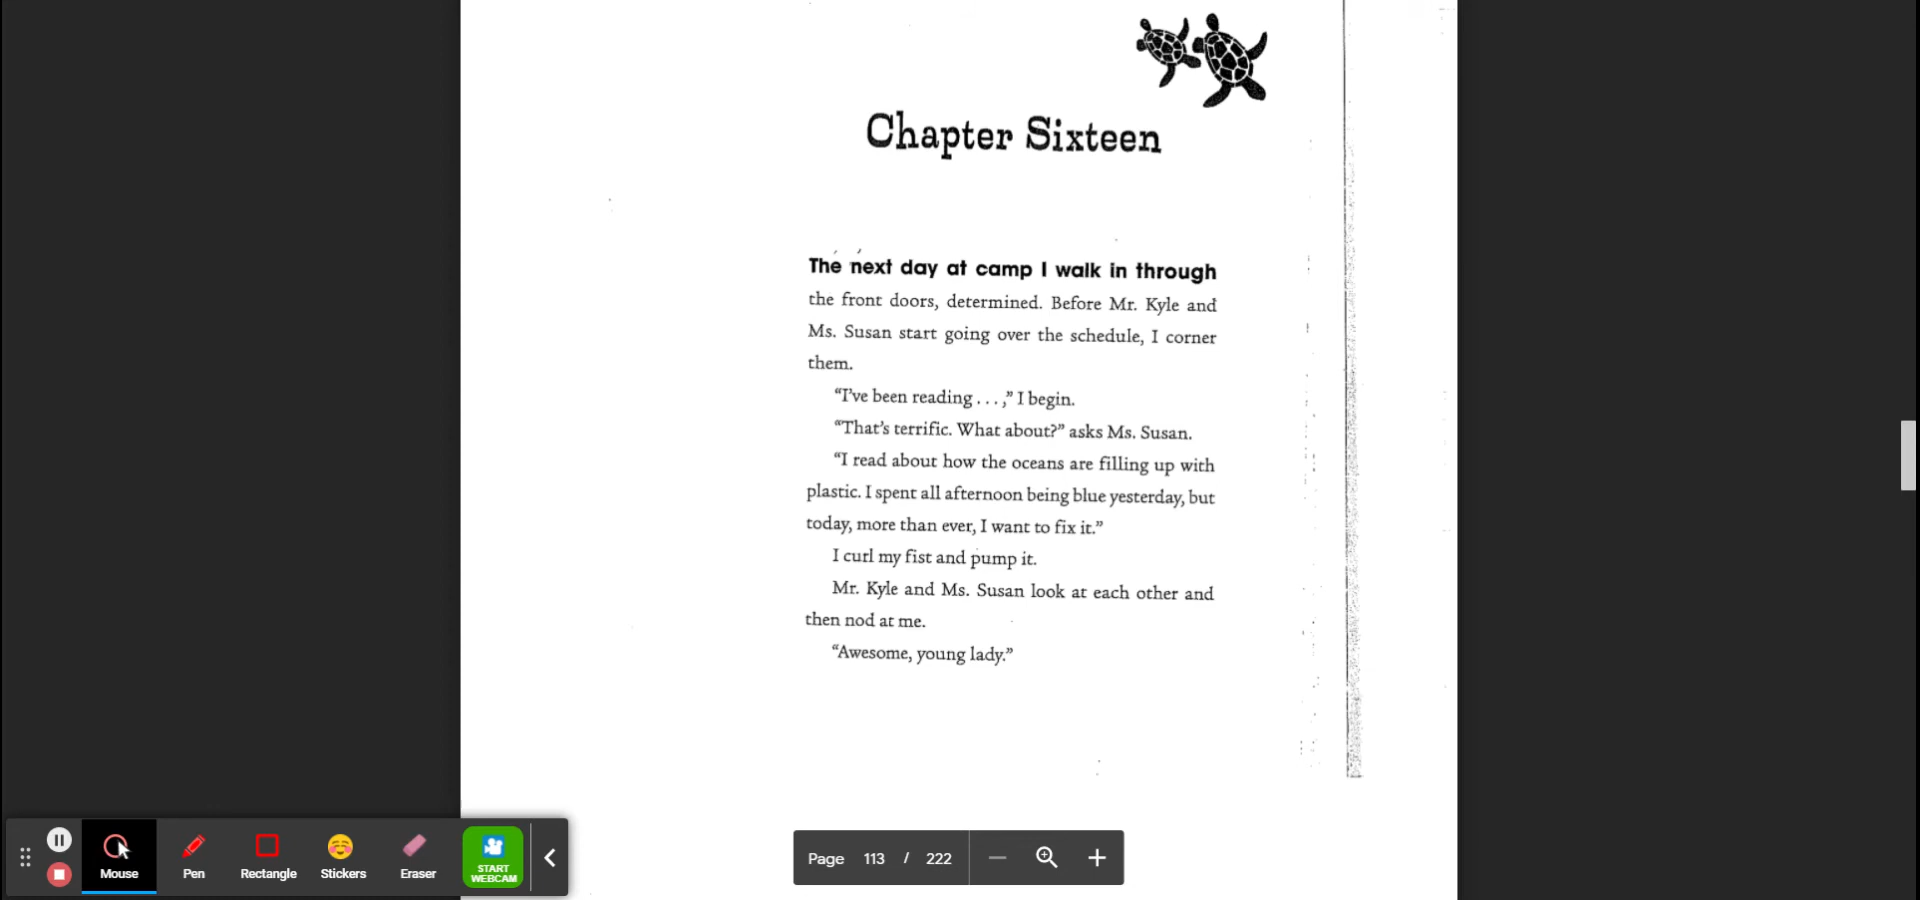 Chapter Sixteen
The next day at camp I walk in through
the front doors, determined. Before Mr. Kyle and
Ms. Susan start going over the schedule, I corner
them.
“I’ve been reading . . . ,” I begin.
“That’s terrific. What about?” asks Ms. Susan.
“I read about how the oceans are filling up with
plastic. I spent all afternoon being blue yesterday, but
today, more than ever, I want to fix it.”
I curl my fist and pump it.
Mr. Kyle and Ms. Susan look at each other and
then nod at me.
“Awesome, young lady.”
Mouse
Pen
Rectangle
Stickers
Eraser
START
WEBCAM
Page 113 / 222